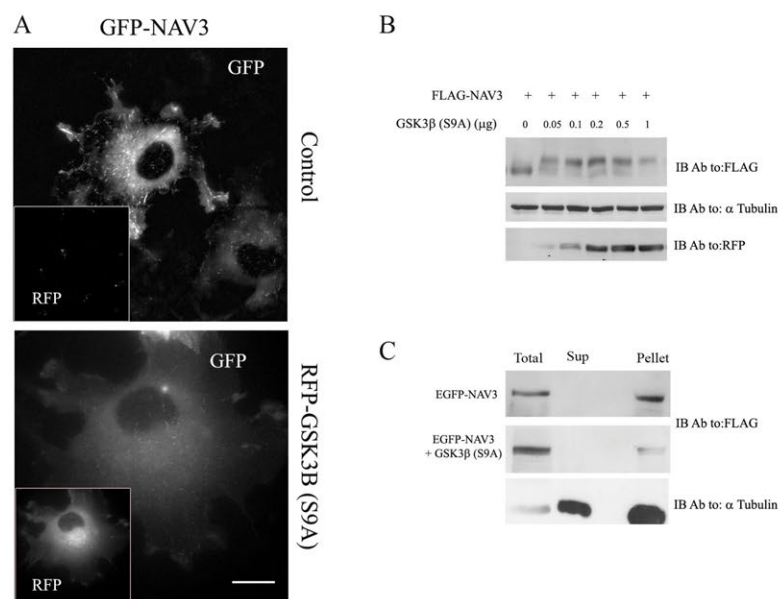 A
GFP-NAV3
GFP
Control
RFP
GFP
RFP-GSK3B (S9A)
RFP
B
FLAG-NAV3 + + + + + +
GSK3β (S9A) (μg) 0 0.05 0.1 0.2 0.5 1
IB Ab to:FLAG
IB Ab to: α Tubulin
IB Ab to:RFP
C
Total Sup Pellet
EGFP-NAV3
IB Ab to:FLAG
EGFP-NAV3
+ GSK3β (S9A)
IB Ab to: α Tubulin